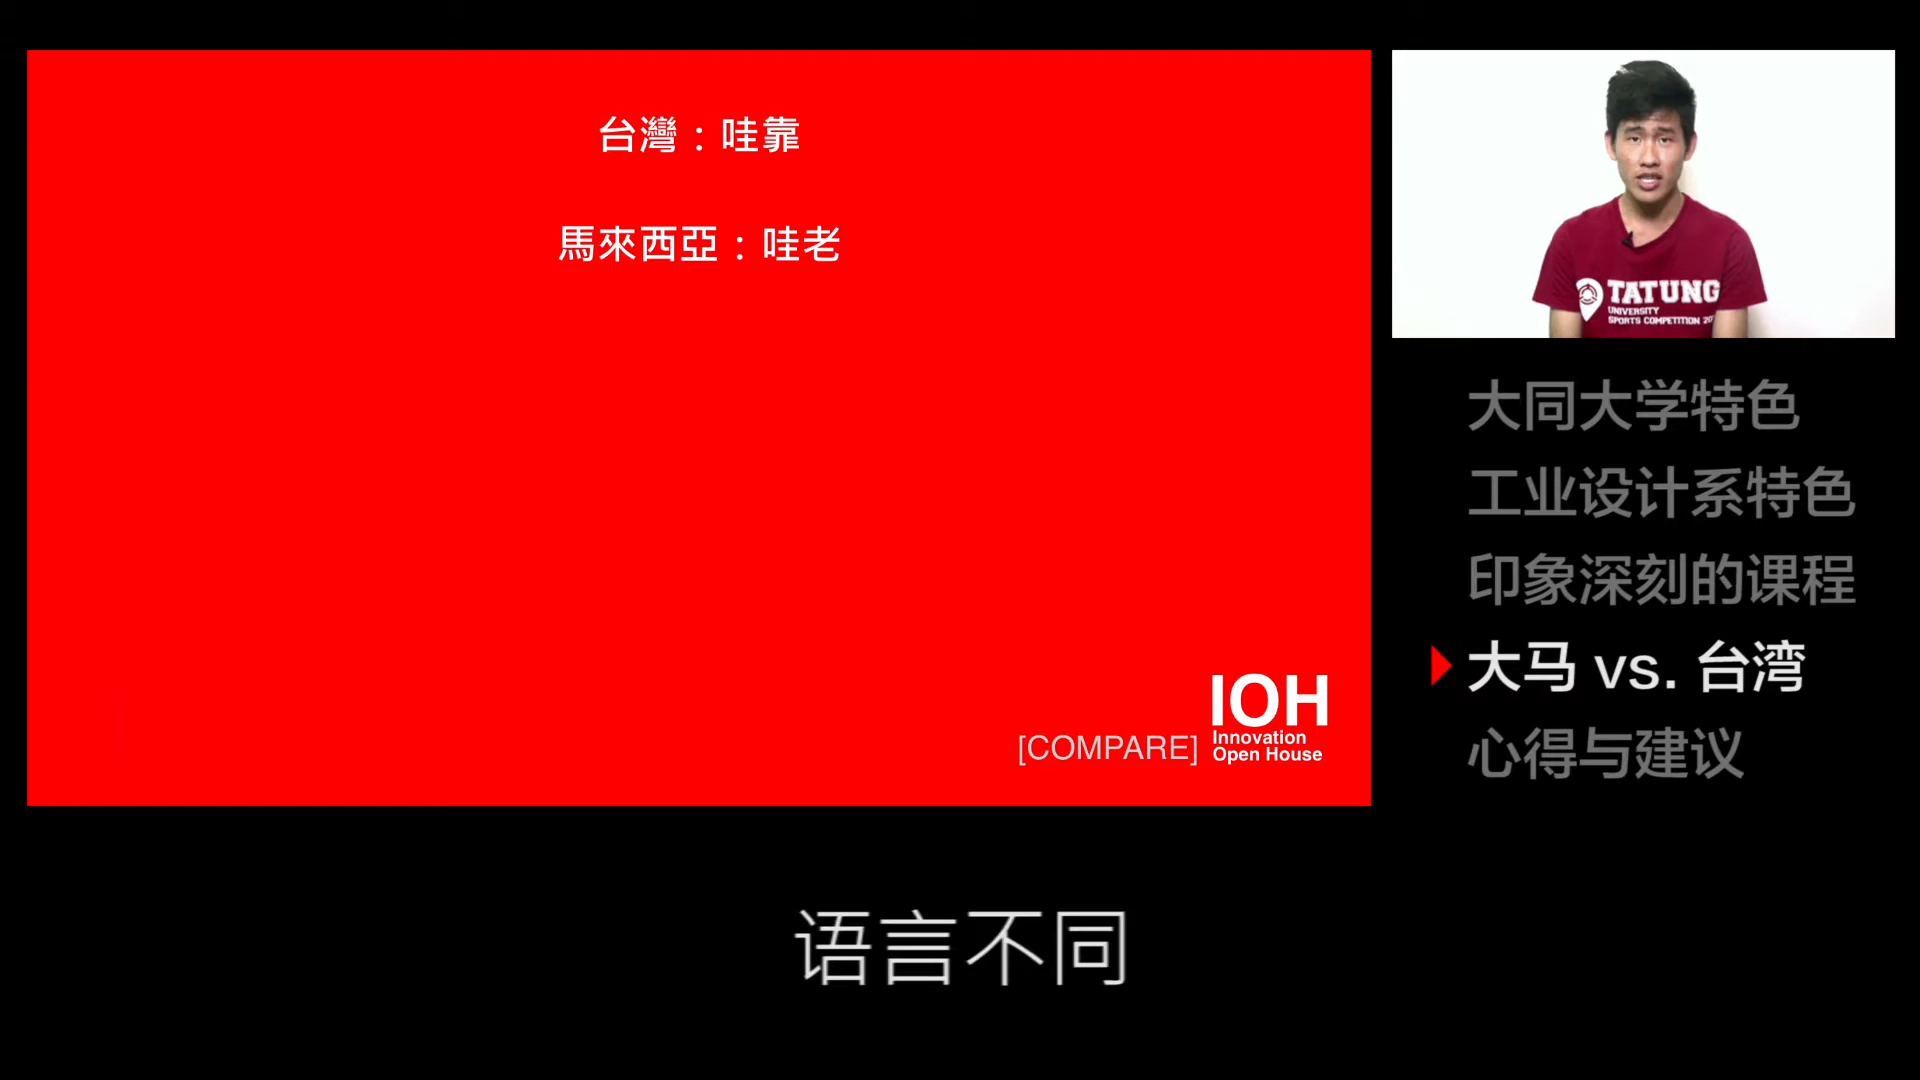 台灣：哇靠
馬來西亞：哇老
[COMPARE]
IOH
Innovation
Open House
TATUNG
UNIVERSITY
SPORTS COMPETITION
大同大学特色
工业设计系特色
印象深刻的课程
大马 vs. 台湾
心得与建议
语言不同